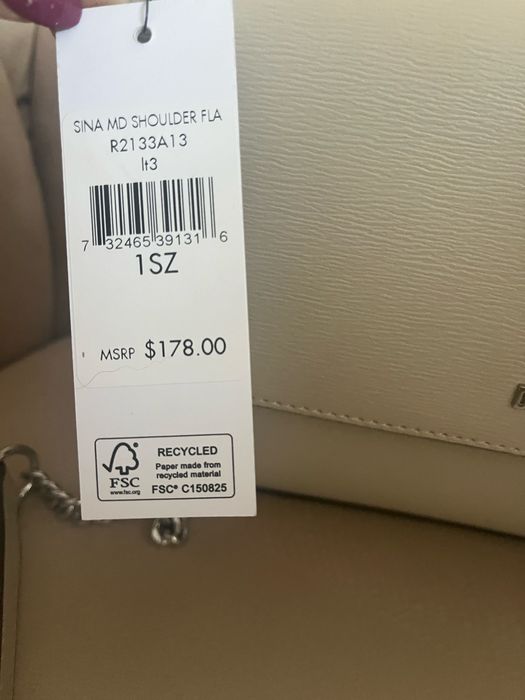 SINA MD SHOULDER FLA
R2133A13
lt3
7 32465 39131 6
1SZ
MSRP $178.00
RECYCLED
Paper made from
recycled material
FSC® C150825
FSC
www.fsc.org